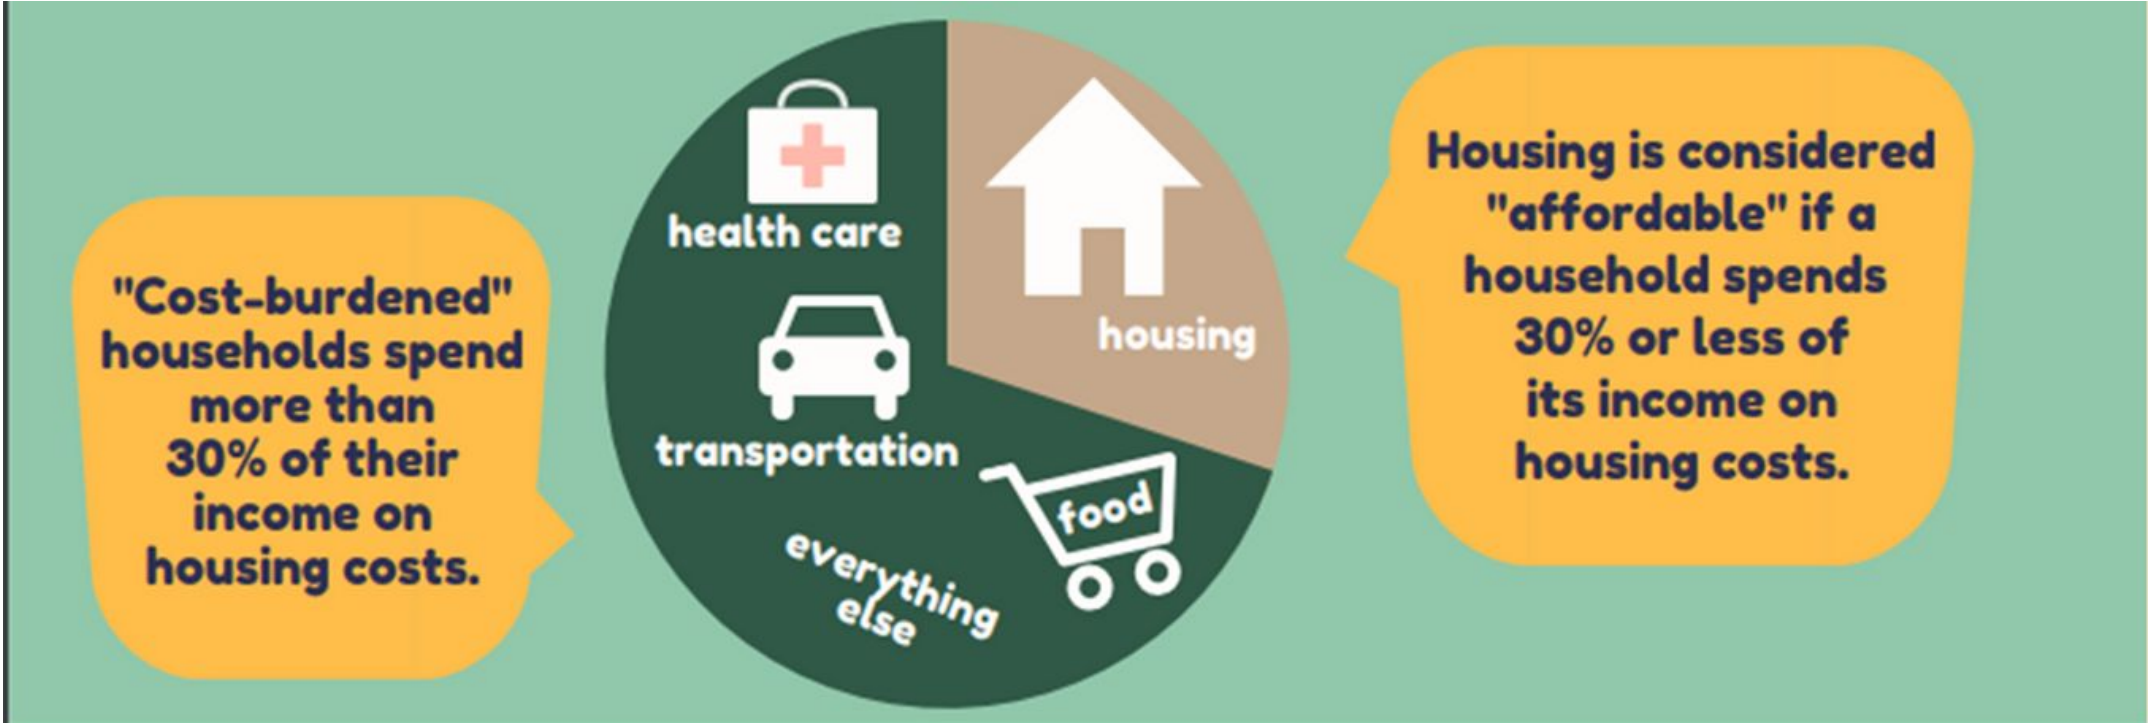 "Cost-burdened"
households spend
more than
30% of their
income on
housing costs.
health care
transportation
everything
else
food
housing
Housing is considered
"affordable" if a
household spends
30% or less of
its income on
housing costs.